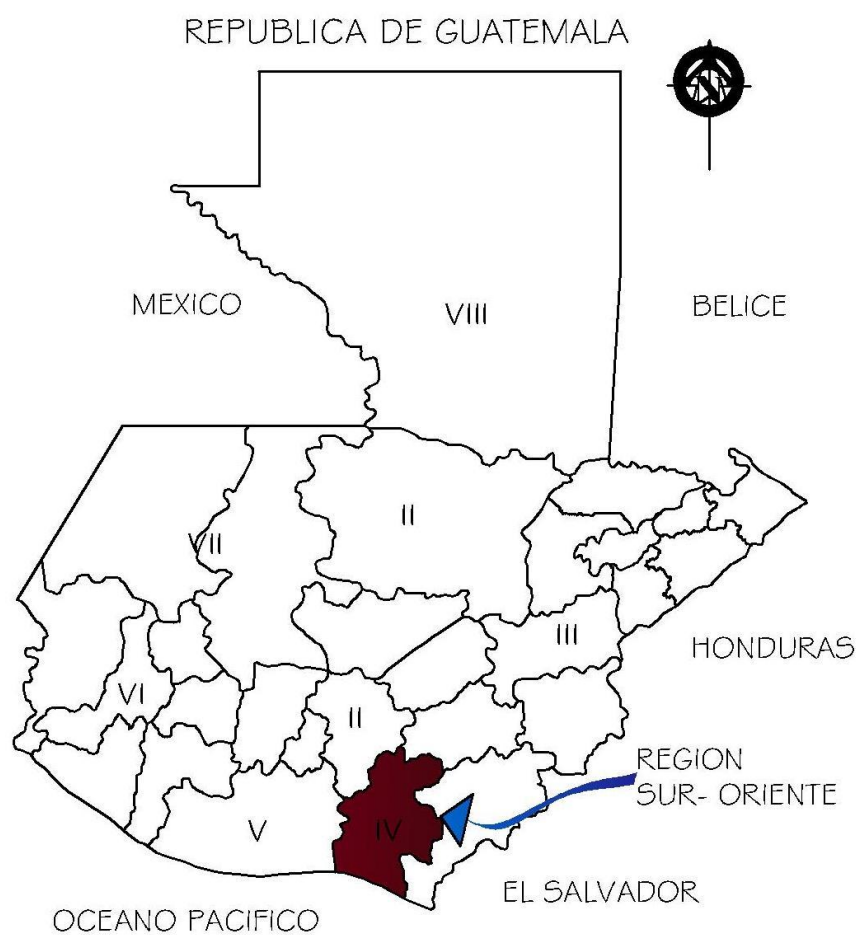 REPUBLICA DE GUATEMALA
N
MEXICO
VIII
BELICE
II
VII
III
HONDURAS
VI
II
REGION
SUR- ORIENTE
V
IV
EL SALVADOR
OCEANO PACIFICO